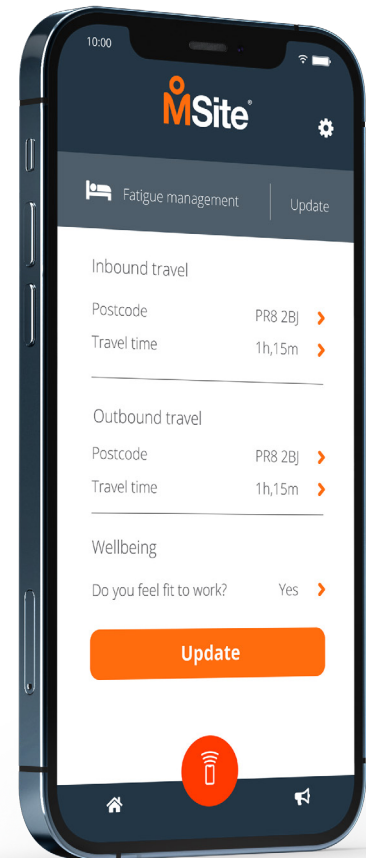 10:00
MSite®
Fatigue management Update
Inbound travel
Postcode PR8 2BJ
Travel time 1h,15m
Outbound travel
Postcode PR8 2BJ
Travel time 1h,15m
Wellbeing
Do you feel fit to work? Yes
Update